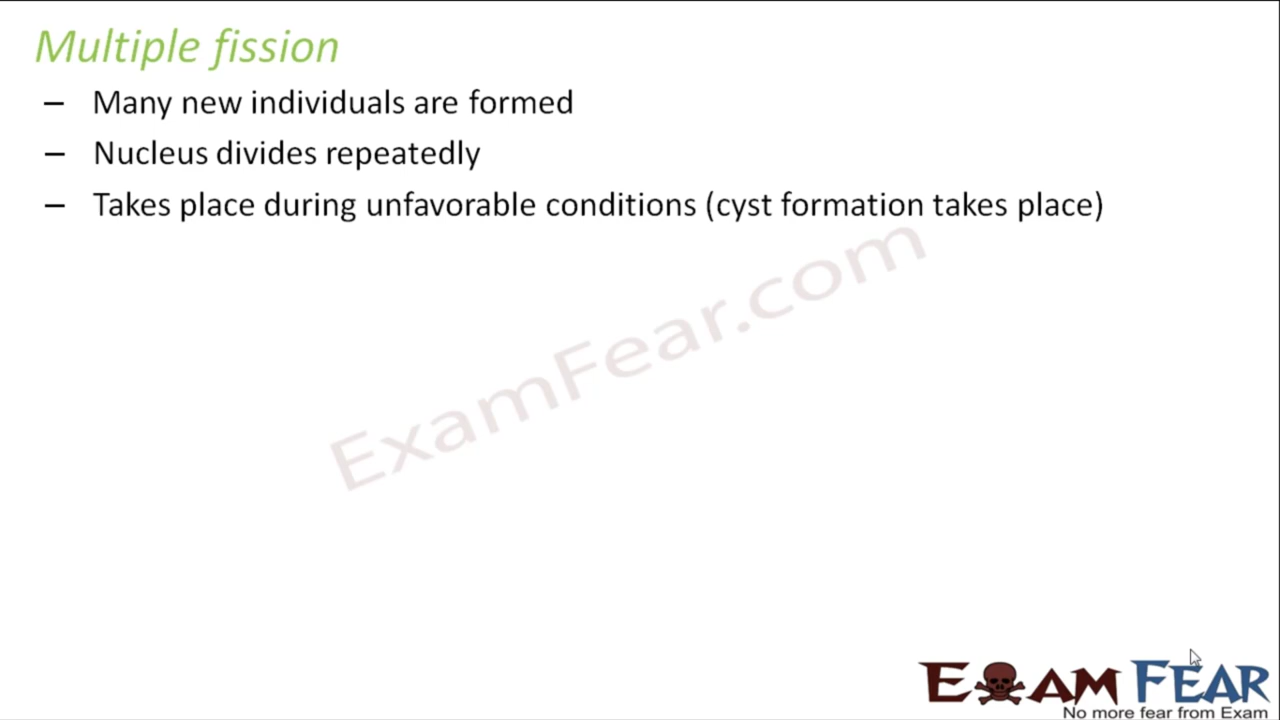 Multiple fission
– Many new individuals are formed
– Nucleus divides repeatedly
– Takes place during unfavorable conditions (cyst formation takes place)
ExamFear.com
EXAM FEAR
No more fear from Exam